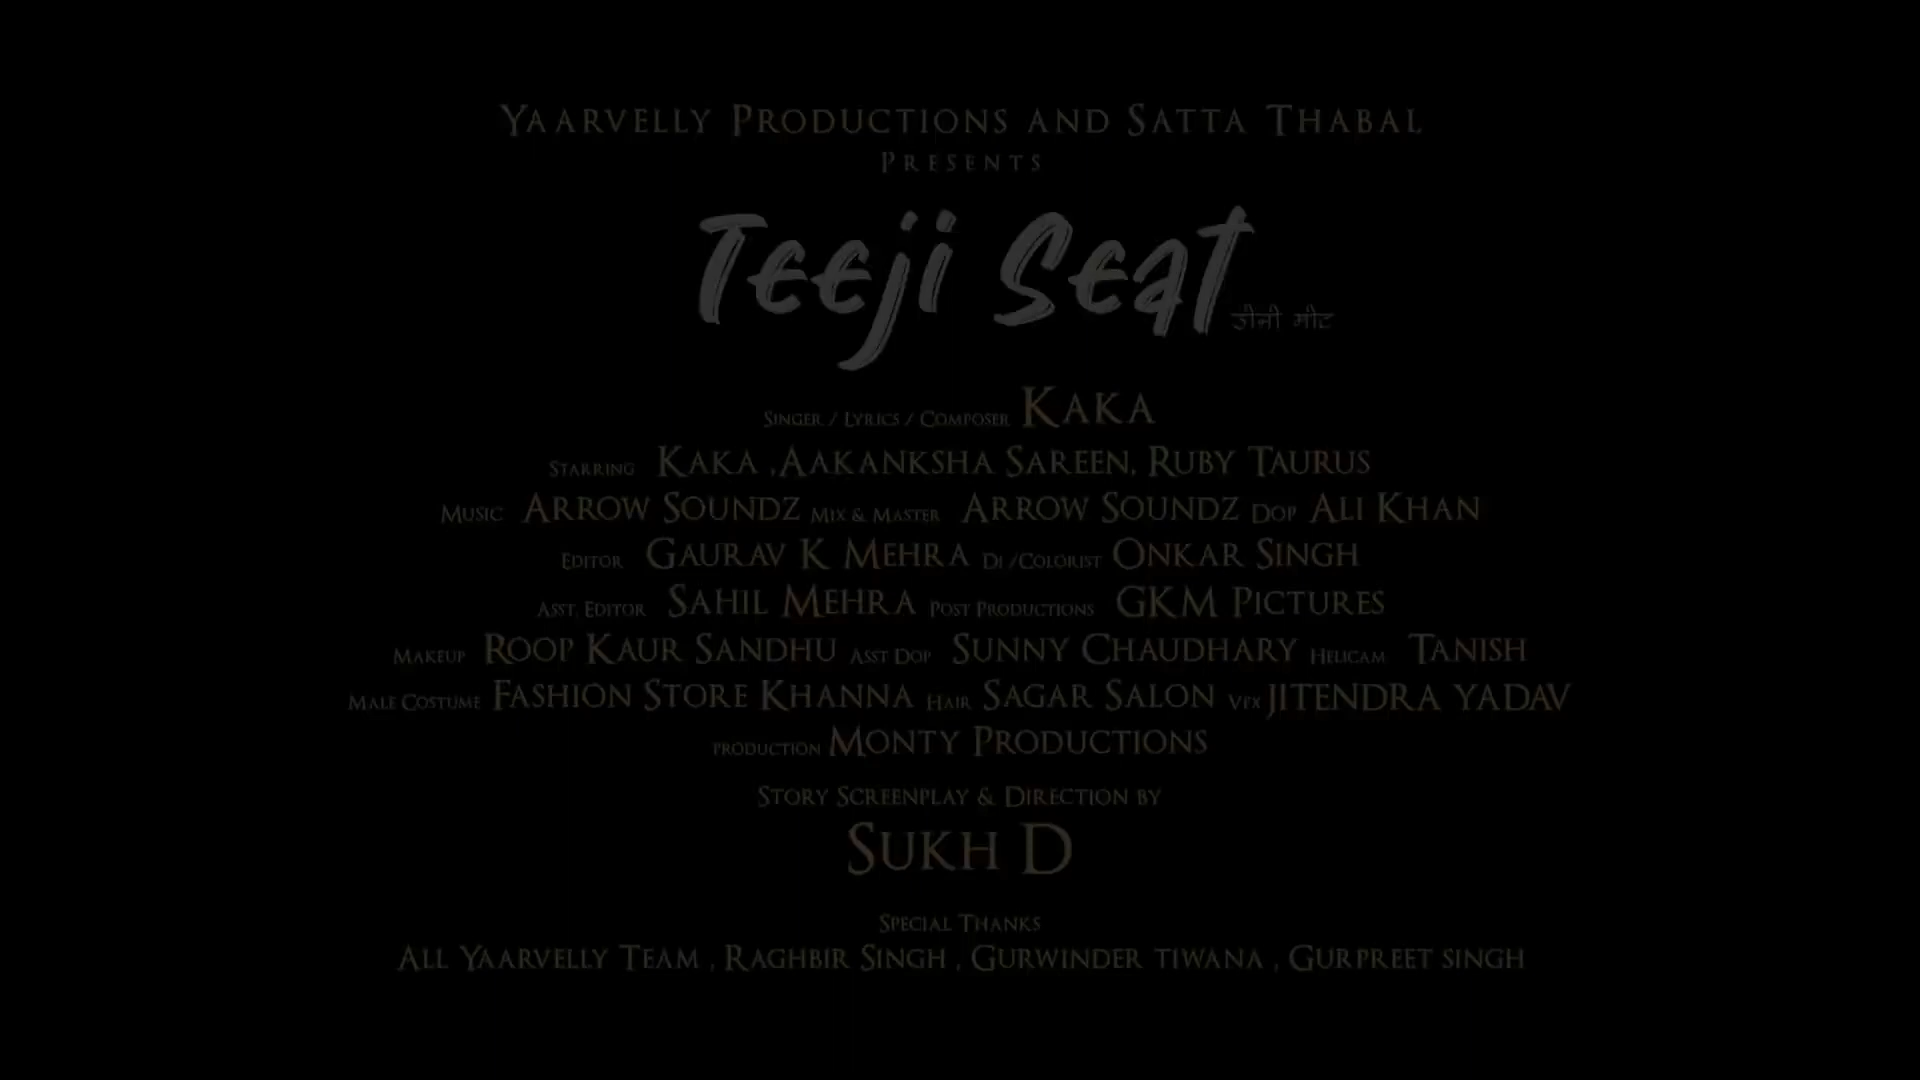 Yaarvelly Productions and Satta Thabal
Presents
Teeji Seat
Singer / Lyrics / Composer Kaka
Starring Kaka ,Aakanksha Sareen, Ruby Taurus
Music Arrow Soundz Mix & Master Arrow Soundz Dop Ali Khan
Editor Gaurav K Mehra Di /Colorist Onkar Singh
Asst. Editor Sahil Mehra Post Productions GKM Pictures
Makeup Roop Kaur Sandhu Asst Dop Sunny Chaudhary Helicam Tanish
Male Costume Fashion Store Khanna Hair Sagar Salon Vfx JITENDRA YADAV
production Monty Productions
Story Screenplay & Direction by
Sukh D
Special Thanks
All Yaarvelly Team , Raghbir Singh , Gurwinder tiwana , Gurpreet singh